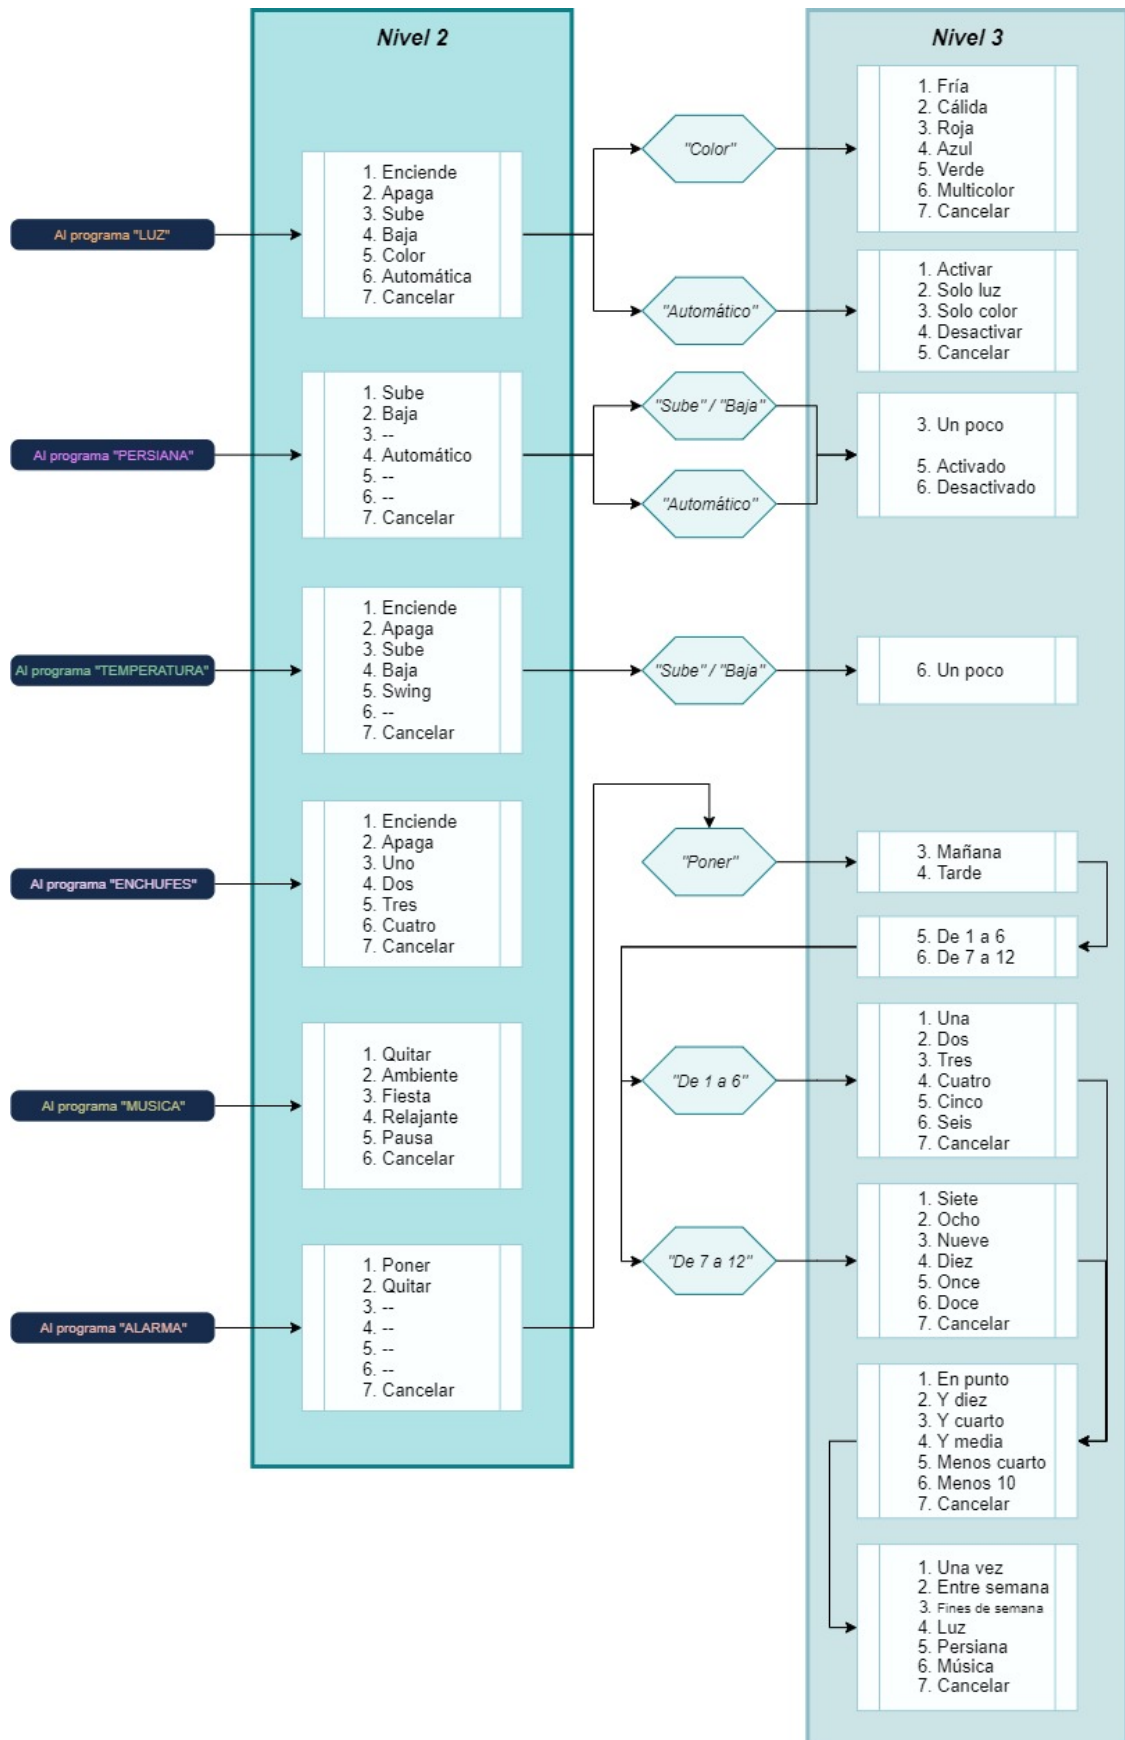 Nivel 2
Nivel 3
Al programa "LUZ"
1. Enciende
2. Apaga
3. Sube
4. Baja
5. Color
6. Automática
7. Cancelar
"Color"
1. Fría
2. Cálida
3. Roja
4. Azul
5. Verde
6. Multicolor
7. Cancelar
"Automático"
1. Activar
2. Solo luz
3. Solo color
4. Desactivar
5. Cancelar
Al programa "PERSIANA"
1. Sube
2. Baja
3. --
4. Automático
5. --
6. --
7. Cancelar
"Sube" / "Baja"
"Automático"
3. Un poco
5. Activado
6. Desactivado
Al programa "TEMPERATURA"
1. Enciende
2. Apaga
3. Sube
4. Baja
5. Swing
6. --
7. Cancelar
"Sube" / "Baja"
6. Un poco
Al programa "ENCHUFES"
1. Enciende
2. Apaga
3. Uno
4. Dos
5. Tres
6. Cuatro
7. Cancelar
Al programa "MUSICA"
1. Quitar
2. Ambiente
3. Fiesta
4. Relajante
5. Pausa
6. Cancelar
Al programa "ALARMA"
1. Poner
2. Quitar
3. --
4. --
5. --
6. --
7. Cancelar
"Poner"
3. Mañana
4. Tarde
5. De 1 a 6
6. De 7 a 12
"De 1 a 6"
1. Una
2. Dos
3. Tres
4. Cuatro
5. Cinco
6. Seis
7. Cancelar
"De 7 a 12"
1. Siete
2. Ocho
3. Nueve
4. Diez
5. Once
6. Doce
7. Cancelar
1. En punto
2. Y diez
3. Y cuarto
4. Y media
5. Menos cuarto
6. Menos 10
7. Cancelar
1. Una vez
2. Entre semana
3. Fines de semana
4. Luz
5. Persiana
6. Música
7. Cancelar